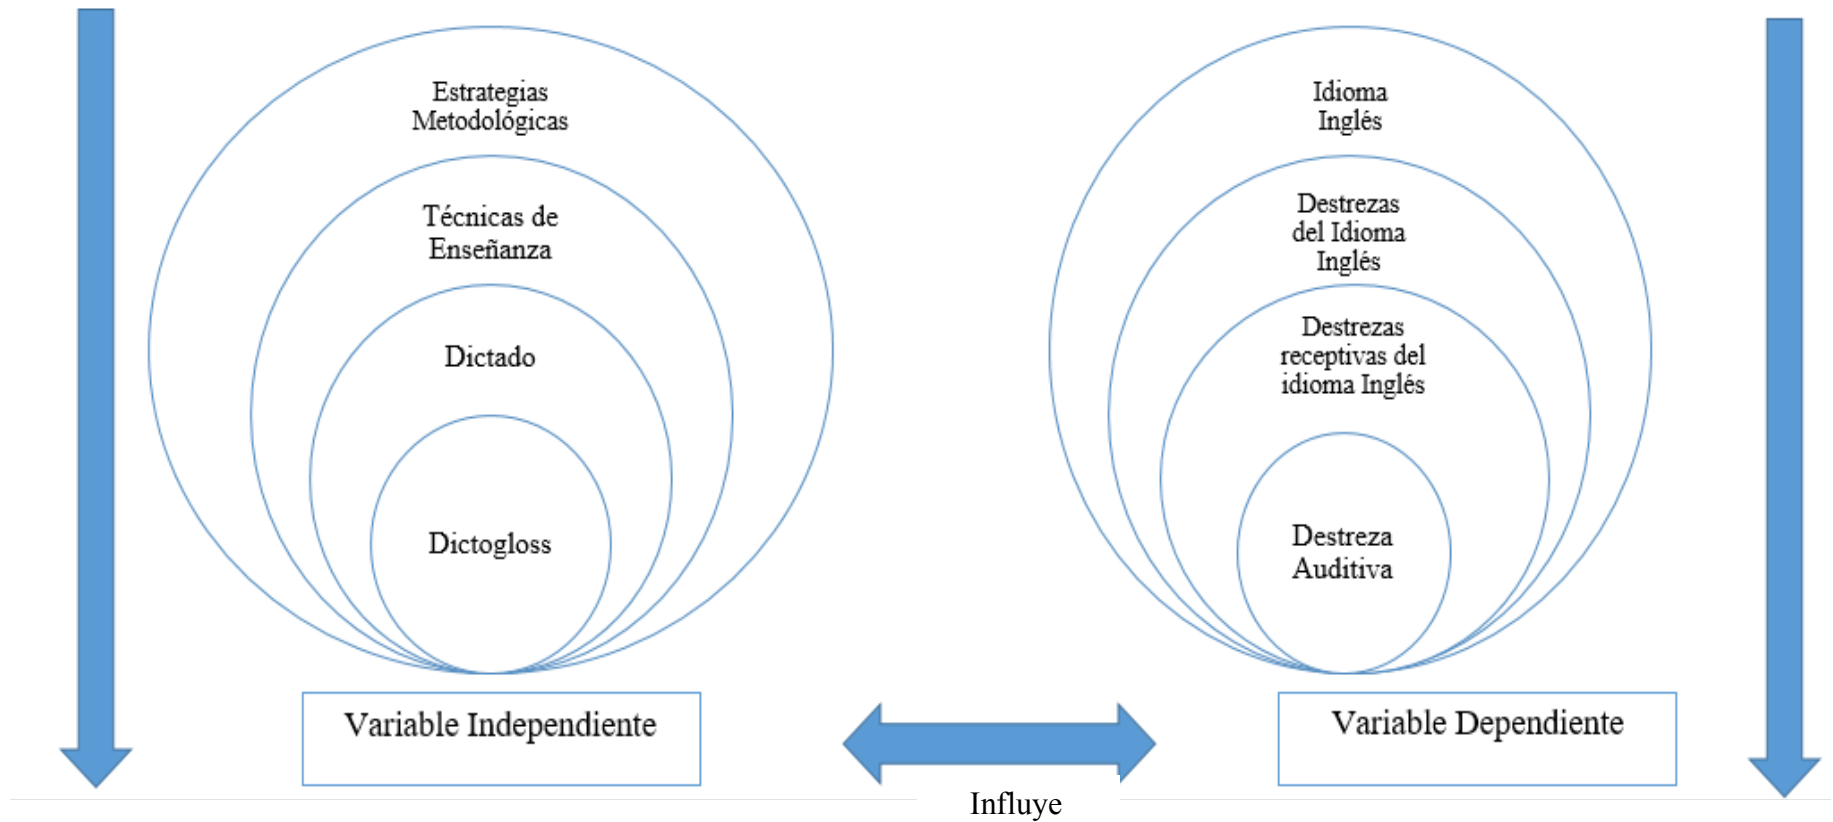 Estrategias
Metodológicas
Técnicas de
Enseñanza
Dictado
Dictogloss
Variable Independiente
Idioma
Inglés
Destrezas
del Idioma
Inglés
Destrezas
receptivas del
idioma Inglés
Destreza
Auditiva
Variable Dependiente
Influye